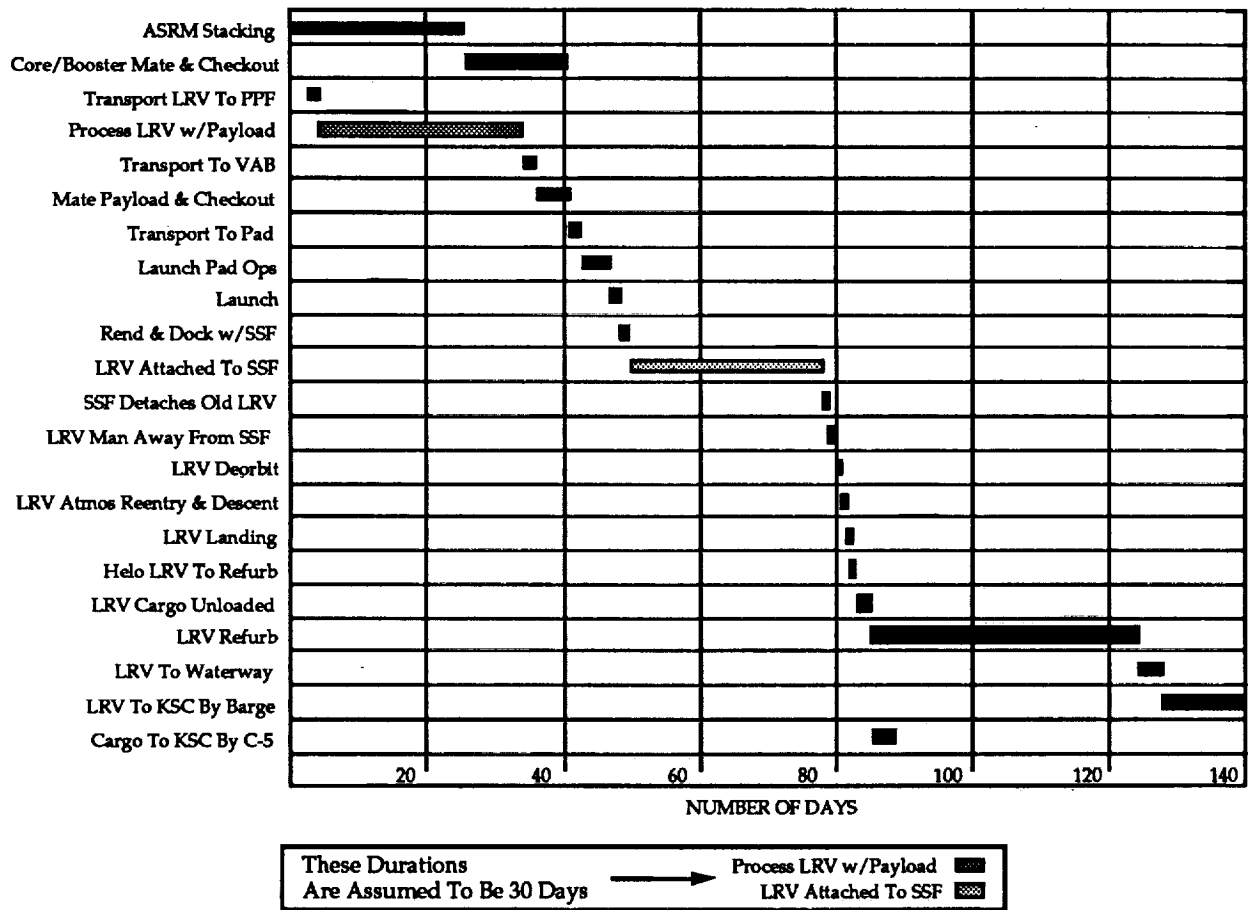 ASRM Stacking
Core/Booster Mate & Checkout
Transport LRV To PPF
Process LRV w/Payload
Transport To VAB
Mate Payload & Checkout
Transport To Pad
Launch Pad Ops
Launch
Rend & Dock w/SSF
LRV Attached To SSF
SSF Detaches Old LRV
LRV Man Away From SSF
LRV Deorbit
LRV Atmos Reentry & Descent
LRV Landing
Helo LRV To Refurb
LRV Cargo Unloaded
LRV Refurb
LRV To Waterway
LRV To KSC By Barge
Cargo To KSC By C-5
20 40 60 80 100 120 140
NUMBER OF DAYS
These Durations
Are Assumed To Be 30 Days
Process LRV w/Payload
LRV Attached To SSF